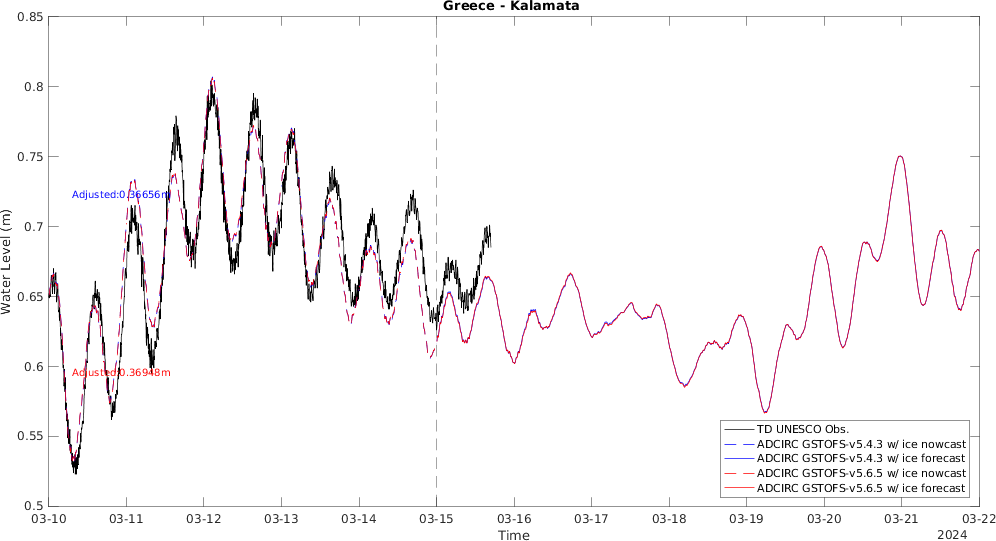 Greece - Kalamata
0.85
0.8
0.75
0.7
0.65
0.6
0.55
0.5
Water Level (m)
Adjusted:0.36656m
Adjusted:0.36948m
TD UNESCO Obs.
ADCIRC GSTOFS-v5.4.3 w/ ice nowcast
ADCIRC GSTOFS-v5.4.3 w/ ice forecast
ADCIRC GSTOFS-v5.6.5 w/ ice nowcast
ADCIRC GSTOFS-v5.6.5 w/ ice forecast
03-10 03-11 03-12 03-13 03-14 03-15 03-16 03-17 03-18 03-19 03-20 03-21 03-22
Time
2024